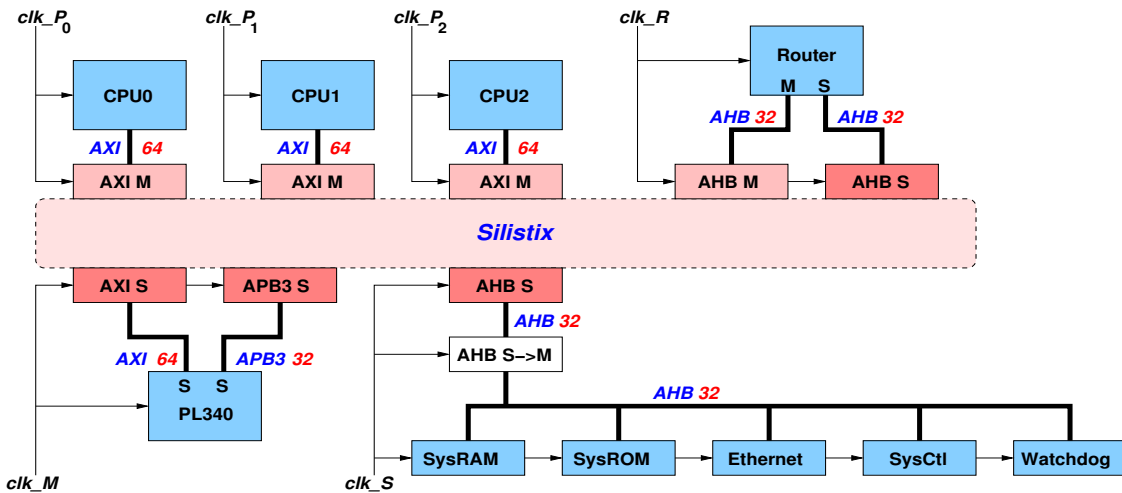 clk_P0 clk_P1 clk_P2 clk_R
Router
M S
CPU0 CPU1 CPU2
AHB 32 AHB 32
AXI 64 AXI 64 AXI 64
AXI M AXI M AXI M AHB M AHB S
Silistix
AXI S APB3 S AHB S
AHB 32
AXI 64 APB3 32 AHB S->M
S S
PL340 AHB 32
SysRAM SysROM Ethernet SysCtl Watchdog
clk_M clk_S